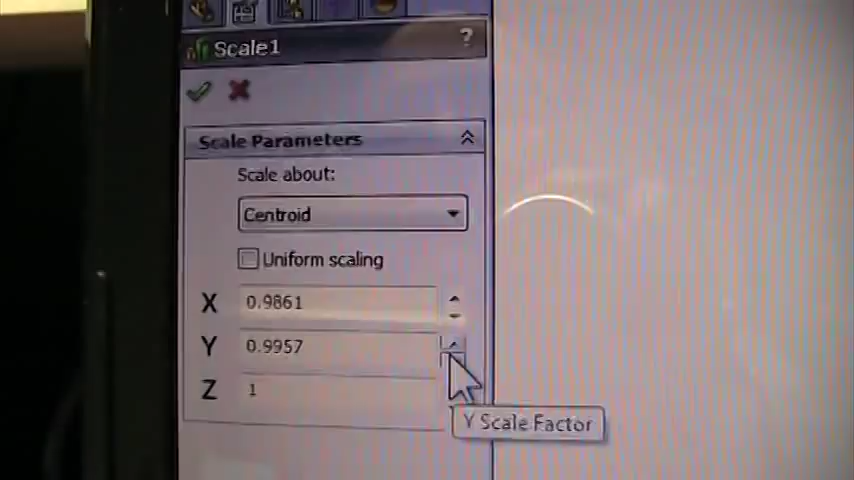 Scale1 ?
Scale Parameters
Scale about:
Centroid
Uniform scaling
X 0.9861
Y 0.9957
Z 1
Y Scale Factor